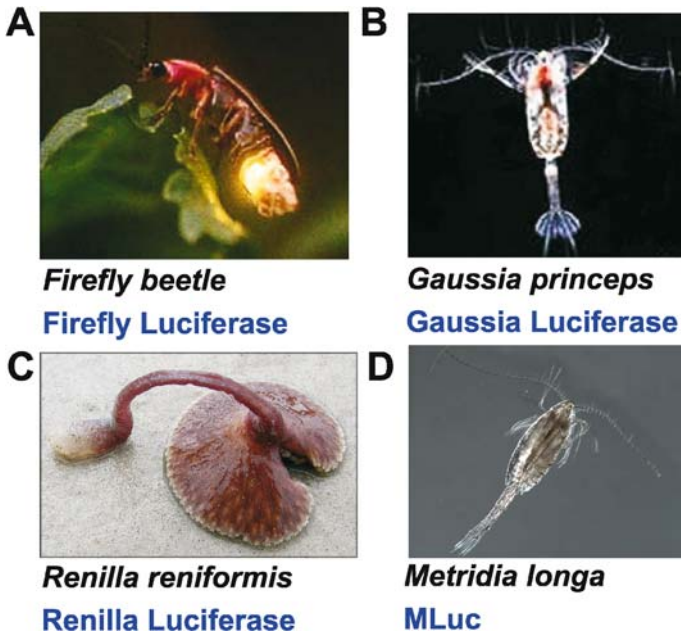 A
B
Firefly beetle
Gaussia princeps
Firefly Luciferase
Gaussia Luciferase
C
D
Renilla reniformis
Metridia longa
Renilla Luciferase
MLuc